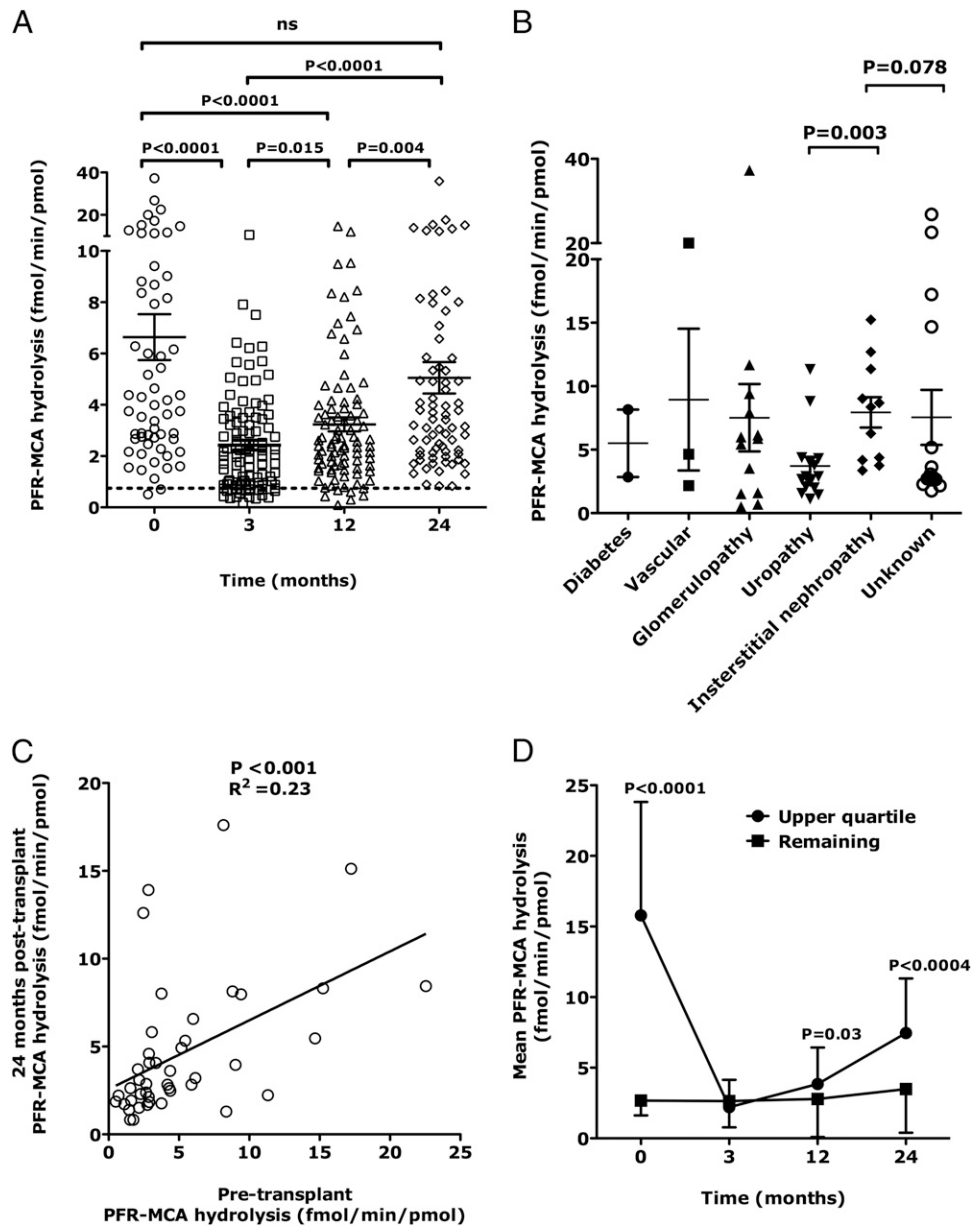 A
ns
P<0.0001
P<0.0001
P<0.0001
P=0.015
P=0.004
PFR-MCA hydrolysis (fmol/min/pmol)
40
20
10
8
6
4
2
0
0
3
12
24
Time (months)
B
P=0.078
P=0.003
PFR-MCA hydrolysis (fmol/min/pmol)
40
20
20
15
10
5
0
Diabetes
Vascular
Glomerulopathy
Uropathy
Insterstitial nephropathy
Unknown
C
P <0.001
R² =0.23
24 months post-transplant
PFR-MCA hydrolysis (fmol/min/pmol)
20
15
10
5
0
0
5
10
15
20
25
Pre-transplant
PFR-MCA hydrolysis (fmol/min/pmol)
D
P<0.0001
Upper quartile
Remaining
P<0.0004
P=0.03
Mean PFR-MCA hydrolysis
(fmol/min/pmol)
25
20
15
10
5
0
0
3
12
24
Time (months)